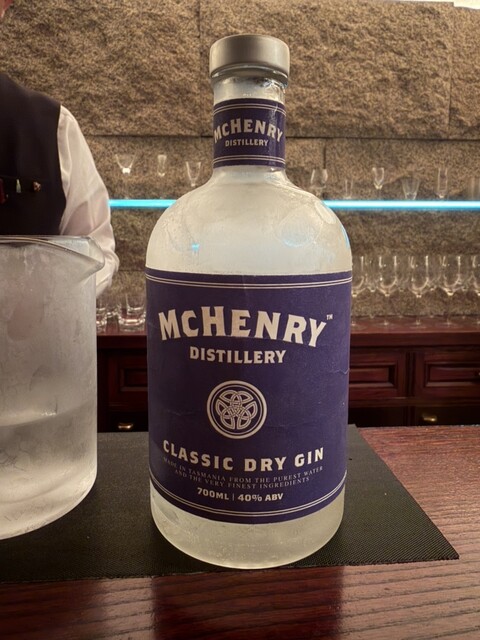 McHENRY
DISTILLERY
McHENRY™
DISTILLERY
CLASSIC DRY GIN
MADE IN TASMANIA FROM THE PUREST WATER
AND THE VERY FINEST INGREDIENTS
700ML | 40% ABV